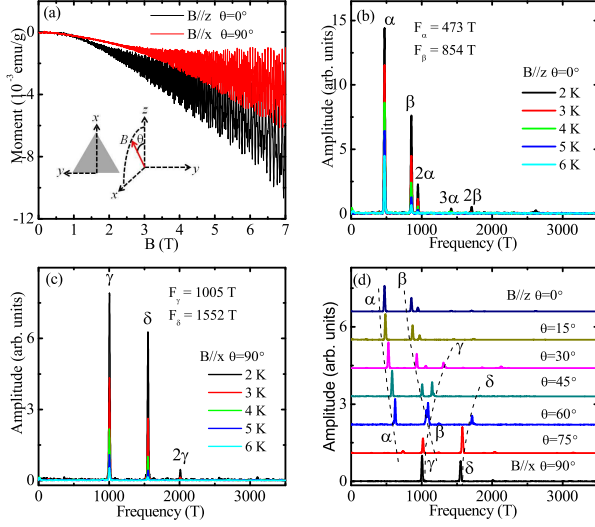 (a)
B//z θ=0°
B//x θ=90°
Moment (10⁻³ emu/g)
0
-4
-8
-12
x
y
z
B
θ
y
x
0 1 2 3 4 5 6 7
B (T)
(b)
α
F_α = 473 T
F_β = 854 T
β
2α
3α
2β
B//z θ=0°
2 K
3 K
4 K
5 K
6 K
Amplitude (arb. units)
15
10
5
0
0 1000 2000 3000
Frequency (T)
(c)
γ
F_γ = 1005 T
F_δ = 1552 T
δ
2γ
B//x θ=90°
2 K
3 K
4 K
5 K
6 K
Amplitude (arb. units)
6
3
0
0 1000 2000 3000
Frequency (T)
(d)
α
β
B//z θ=0°
θ=15°
γ
θ=30°
δ
θ=45°
θ=60°
α
β
θ=75°
γ
δ
B//x θ=90°
Amplitude (arb. units)
6
3
0
0 1000 2000 3000
Frequency (T)